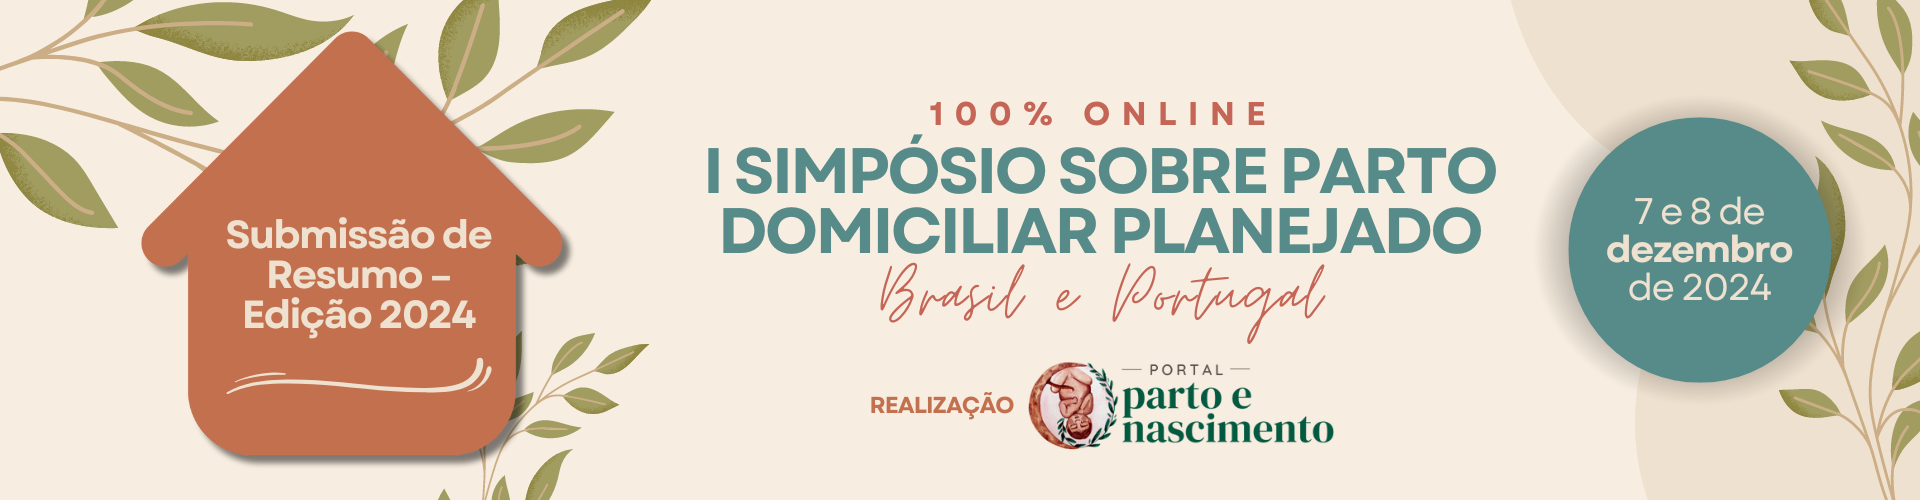 Submissão de
Resumo –
Edição 2024
100% ONLINE
I SIMPÓSIO SOBRE PARTO
DOMICILIAR PLANEJADO
Brasil e Portugal
REALIZAÇÃO
PORTAL
parto e
nascimento
7 e 8 de
dezembro
de 2024